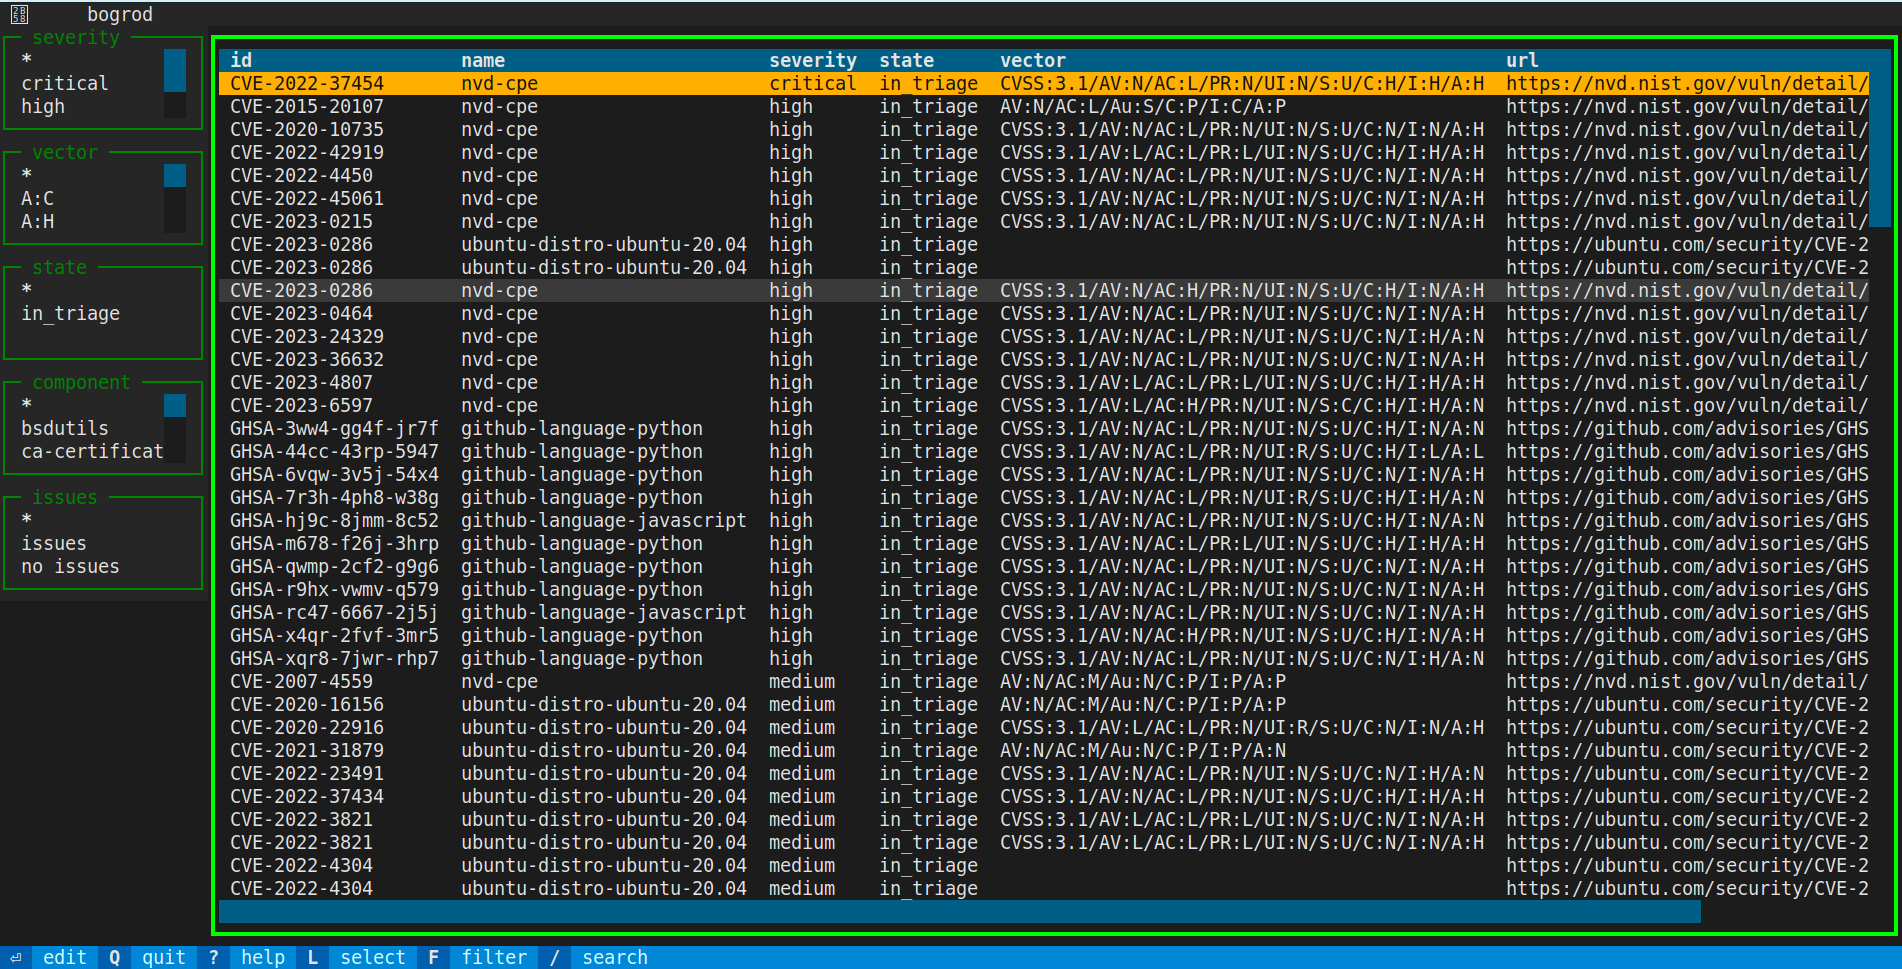 bogrod
severity
*
critical
high
vector
*
A:C
A:H
state
*
in_triage
component
*
bsdutils
ca-certificat
issues
*
issues
no issues
id name severity state vector url
CVE-2022-37454 nvd-cpe critical in_triage CVSS:3.1/AV:N/AC:L/PR:N/UI:N/S:U/C:H/I:H/A:H https://nvd.nist.gov/vuln/detail/
CVE-2015-20107 nvd-cpe high in_triage AV:N/AC:L/Au:S/C:P/I:C/A:P https://nvd.nist.gov/vuln/detail/
CVE-2020-10735 nvd-cpe high in_triage CVSS:3.1/AV:N/AC:L/PR:N/UI:N/S:U/C:N/I:N/A:H https://nvd.nist.gov/vuln/detail/
CVE-2022-42919 nvd-cpe high in_triage CVSS:3.1/AV:L/AC:L/PR:L/UI:N/S:U/C:H/I:H/A:H https://nvd.nist.gov/vuln/detail/
CVE-2022-4450 nvd-cpe high in_triage CVSS:3.1/AV:N/AC:L/PR:N/UI:N/S:U/C:N/I:N/A:H https://nvd.nist.gov/vuln/detail/
CVE-2022-45061 nvd-cpe high in_triage CVSS:3.1/AV:N/AC:L/PR:N/UI:N/S:U/C:N/I:N/A:H https://nvd.nist.gov/vuln/detail/
CVE-2023-0215 nvd-cpe high in_triage CVSS:3.1/AV:N/AC:L/PR:N/UI:N/S:U/C:N/I:N/A:H https://nvd.nist.gov/vuln/detail/
CVE-2023-0286 ubuntu-distro-ubuntu-20.04 high in_triage https://ubuntu.com/security/CVE-2
CVE-2023-0286 ubuntu-distro-ubuntu-20.04 high in_triage https://ubuntu.com/security/CVE-2
CVE-2023-0286 nvd-cpe high in_triage CVSS:3.1/AV:N/AC:H/PR:N/UI:N/S:U/C:H/I:N/A:H https://nvd.nist.gov/vuln/detail/
CVE-2023-0464 nvd-cpe high in_triage CVSS:3.1/AV:N/AC:L/PR:N/UI:N/S:U/C:N/I:N/A:H https://nvd.nist.gov/vuln/detail/
CVE-2023-24329 nvd-cpe high in_triage CVSS:3.1/AV:N/AC:L/PR:N/UI:N/S:U/C:N/I:H/A:N https://nvd.nist.gov/vuln/detail/
CVE-2023-36632 nvd-cpe high in_triage CVSS:3.1/AV:N/AC:L/PR:N/UI:N/S:U/C:N/I:N/A:H https://nvd.nist.gov/vuln/detail/
CVE-2023-4807 nvd-cpe high in_triage CVSS:3.1/AV:L/AC:L/PR:L/UI:N/S:U/C:H/I:H/A:H https://nvd.nist.gov/vuln/detail/
CVE-2023-6597 nvd-cpe high in_triage CVSS:3.1/AV:L/AC:H/PR:N/UI:N/S:C/C:H/I:H/A:N https://nvd.nist.gov/vuln/detail/
GHSA-3ww4-gg4f-jr7f github-language-python high in_triage CVSS:3.1/AV:N/AC:L/PR:N/UI:N/S:U/C:H/I:N/A:N https://github.com/advisories/GHS
GHSA-44cc-43rp-5947 github-language-python high in_triage CVSS:3.1/AV:N/AC:L/PR:N/UI:R/S:U/C:H/I:L/A:L https://github.com/advisories/GHS
GHSA-6vqw-3v5j-54x4 github-language-python high in_triage CVSS:3.1/AV:N/AC:L/PR:N/UI:N/S:U/C:N/I:N/A:H https://github.com/advisories/GHS
GHSA-7r3h-4ph8-w38g github-language-python high in_triage CVSS:3.1/AV:N/AC:L/PR:N/UI:R/S:U/C:H/I:H/A:N https://github.com/advisories/GHS
GHSA-hj9c-8jmm-8c52 github-language-javascript high in_triage CVSS:3.1/AV:N/AC:L/PR:N/UI:N/S:U/C:H/I:N/A:N https://github.com/advisories/GHS
GHSA-m678-f26j-3hrp github-language-python high in_triage CVSS:3.1/AV:N/AC:L/PR:L/UI:N/S:U/C:H/I:H/A:H https://github.com/advisories/GHS
GHSA-qwmp-2cf2-g9g6 github-language-python high in_triage CVSS:3.1/AV:N/AC:L/PR:N/UI:N/S:U/C:N/I:N/A:H https://github.com/advisories/GHS
GHSA-r9hx-vwmv-q579 github-language-python high in_triage CVSS:3.1/AV:N/AC:L/PR:N/UI:N/S:U/C:N/I:N/A:H https://github.com/advisories/GHS
GHSA-rc47-6667-2j5j github-language-javascript high in_triage CVSS:3.1/AV:N/AC:L/PR:N/UI:N/S:U/C:N/I:N/A:H https://github.com/advisories/GHS
GHSA-x4qr-2fvf-3mr5 github-language-python high in_triage CVSS:3.1/AV:N/AC:H/PR:N/UI:N/S:U/C:H/I:N/A:H https://github.com/advisories/GHS
GHSA-xqr8-7jwr-rhp7 github-language-python high in_triage CVSS:3.1/AV:N/AC:L/PR:N/UI:N/S:U/C:N/I:H/A:N https://github.com/advisories/GHS
CVE-2007-4559 nvd-cpe medium in_triage AV:N/AC:M/Au:N/C:P/I:P/A:P https://nvd.nist.gov/vuln/detail/
CVE-2020-16156 ubuntu-distro-ubuntu-20.04 medium in_triage AV:N/AC:M/Au:N/C:P/I:P/A:P https://ubuntu.com/security/CVE-2
CVE-2020-22916 ubuntu-distro-ubuntu-20.04 medium in_triage CVSS:3.1/AV:L/AC:L/PR:N/UI:R/S:U/C:N/I:N/A:H https://ubuntu.com/security/CVE-2
CVE-2021-31879 ubuntu-distro-ubuntu-20.04 medium in_triage AV:N/AC:M/Au:N/C:P/I:P/A:N https://ubuntu.com/security/CVE-2
CVE-2022-23491 ubuntu-distro-ubuntu-20.04 medium in_triage CVSS:3.1/AV:N/AC:L/PR:N/UI:N/S:U/C:N/I:H/A:N https://ubuntu.com/security/CVE-2
CVE-2022-37434 ubuntu-distro-ubuntu-20.04 medium in_triage CVSS:3.1/AV:N/AC:L/PR:N/UI:N/S:U/C:H/I:H/A:H https://ubuntu.com/security/CVE-2
CVE-2022-3821 ubuntu-distro-ubuntu-20.04 medium in_triage CVSS:3.1/AV:L/AC:L/PR:L/UI:N/S:U/C:N/I:N/A:H https://ubuntu.com/security/CVE-2
CVE-2022-3821 ubuntu-distro-ubuntu-20.04 medium in_triage CVSS:3.1/AV:L/AC:L/PR:L/UI:N/S:U/C:N/I:N/A:H https://ubuntu.com/security/CVE-2
CVE-2022-4304 ubuntu-distro-ubuntu-20.04 medium in_triage https://ubuntu.com/security/CVE-2
CVE-2022-4304 ubuntu-distro-ubuntu-20.04 medium in_triage https://ubuntu.com/security/CVE-2
⏎ edit Q quit ? help L select F filter / search